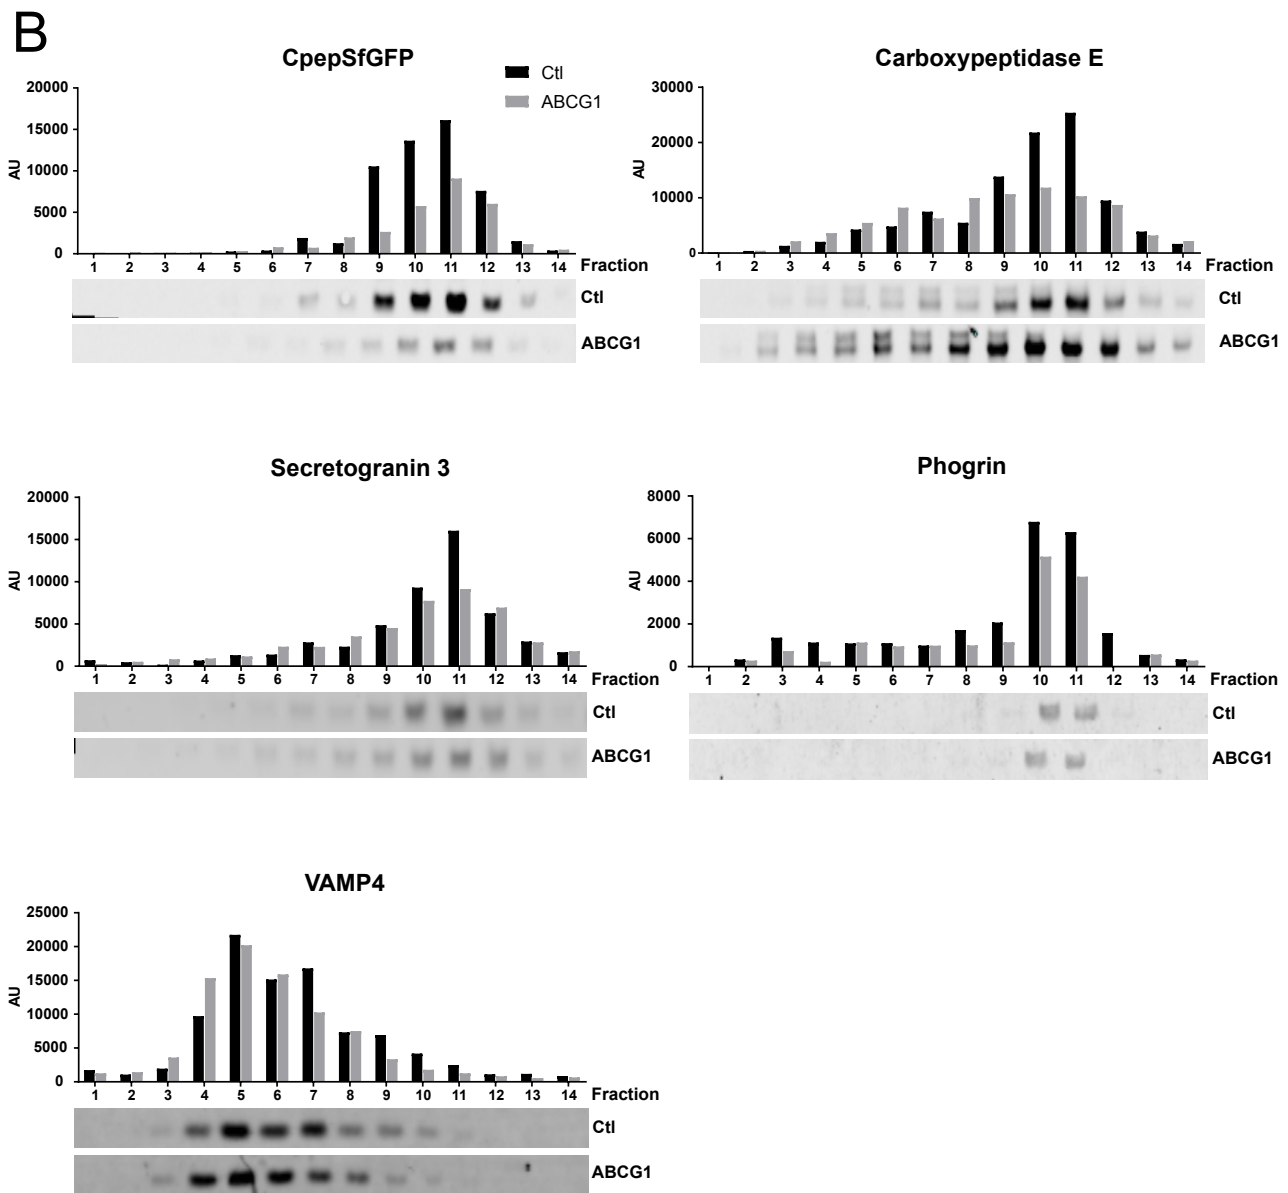 B
CpepSfGFP
Ctl
ABCG1
20000
15000
10000
5000
0
AU
1 2 3 4 5 6 7 8 9 10 11 12 13 14 Fraction
Ctl
ABCG1
Carboxypeptidase E
30000
20000
10000
0
AU
1 2 3 4 5 6 7 8 9 10 11 12 13 14 Fraction
Ctl
ABCG1
Secretogranin 3
20000
15000
10000
5000
0
AU
1 2 3 4 5 6 7 8 9 10 11 12 13 14 Fraction
Ctl
ABCG1
Phogrin
8000
6000
4000
2000
0
AU
1 2 3 4 5 6 7 8 9 10 11 12 13 14 Fraction
Ctl
ABCG1
VAMP4
25000
20000
15000
10000
5000
0
AU
1 2 3 4 5 6 7 8 9 10 11 12 13 14 Fraction
Ctl
ABCG1